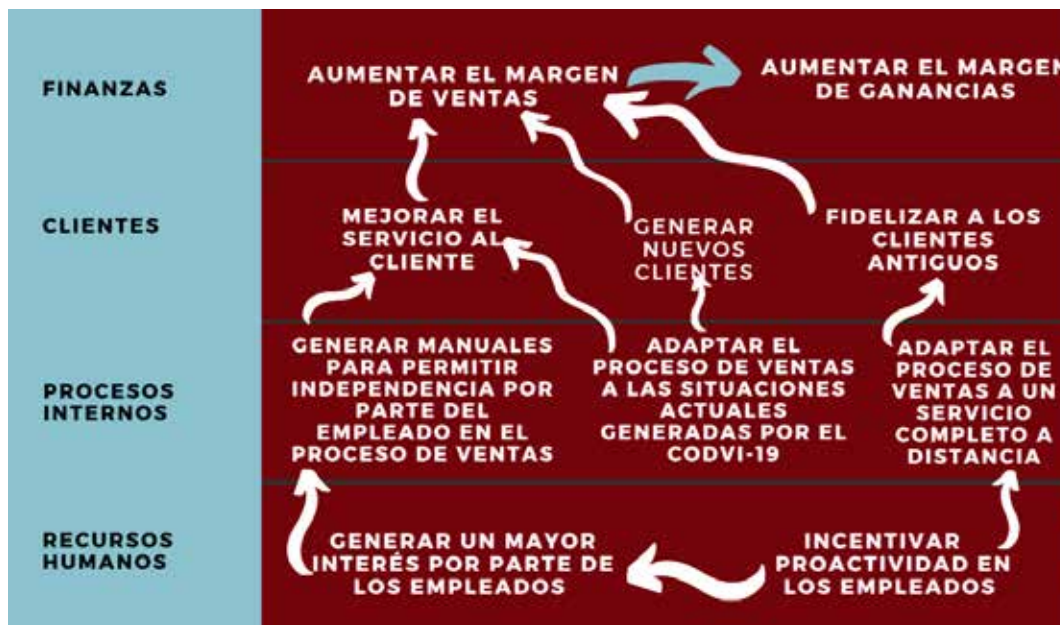 FINANZAS
AUMENTAR EL MARGEN
DE VENTAS
AUMENTAR EL MARGEN
DE GANANCIAS
CLIENTES
MEJORAR EL
SERVICIO AL
CLIENTE
GENERAR
NUEVOS
CLIENTES
FIDELIZAR A LOS
CLIENTES
ANTIGUOS
PROCESOS
INTERNOS
GENERAR MANUALES
PARA PERMITIR
INDEPENDENCIA POR
PARTE DEL
EMPLEADO EN EL
PROCESO DE VENTAS
ADAPTAR EL
PROCESO DE VENTAS
A LAS SITUACIONES
ACTUALES
GENERADAS POR EL
CODVI-19
ADAPTAR EL
PROCESO DE
VENTAS A UN
SERVICIO
COMPLETO A
DISTANCIA
RECURSOS
HUMANOS
GENERAR UN MAYOR
INTERÉS POR PARTE DE
LOS EMPLEADOS
INCENTIVAR
PROACTIVIDAD EN
LOS EMPLEADOS